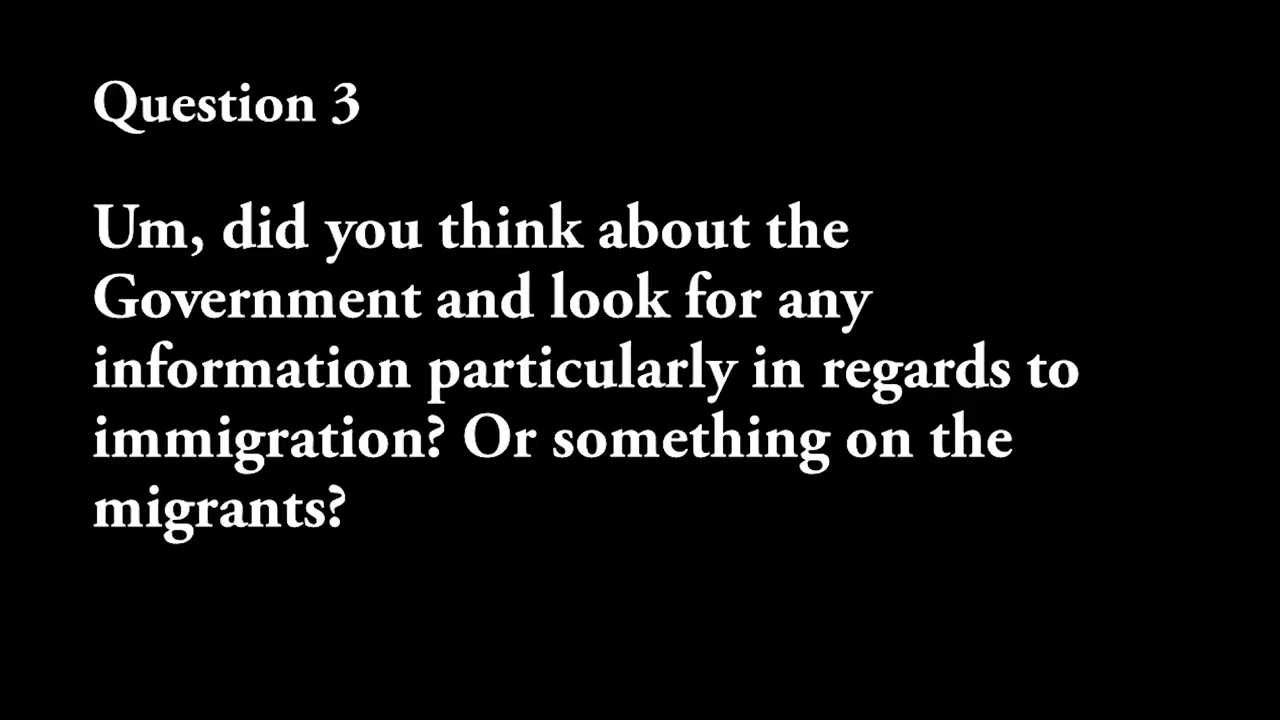 Question 3
Um, did you think about the
Government and look for any
information particularly in regards to
immigration? Or something on the
migrants?